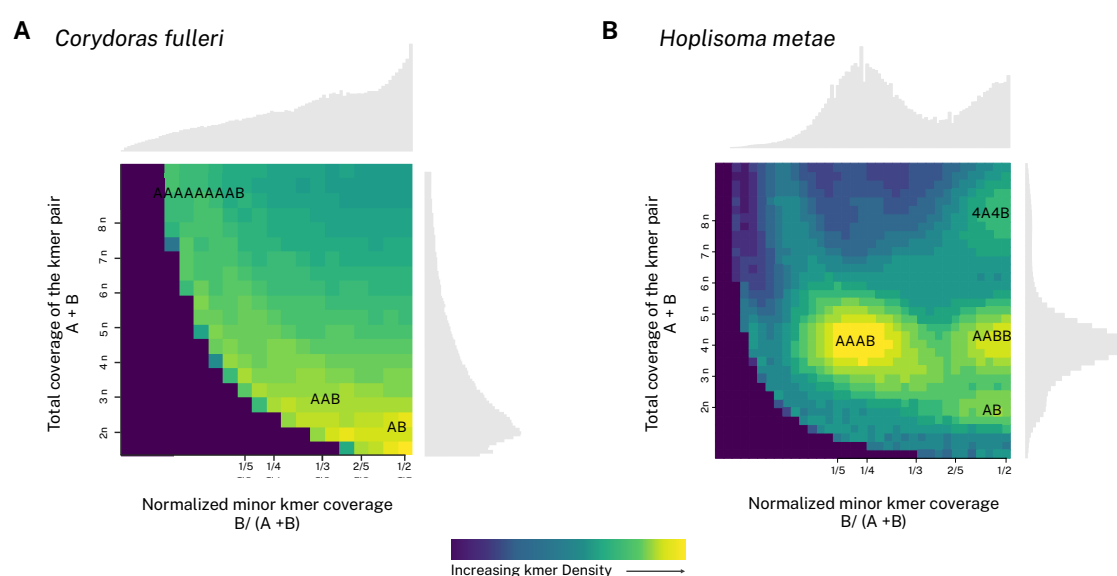 A
Corydoras fulleri
B
Hoplisoma metae
Total coverage of the kmer pair
A + B
8n
7n
6n
5n
4n
3n
2n
AAAAAAAAB
AAB
AB
1/5 1/4 1/3 2/5 1/2
Normalized minor kmer coverage
B/ (A +B)
Total coverage of the kmer pair
A + B
8n
7n
6n
5n
4n
3n
2n
4A4B
AAAB
AABB
AB
1/5 1/4 1/3 2/5 1/2
Normalized minor kmer coverage
B/ (A +B)
Increasing kmer Density